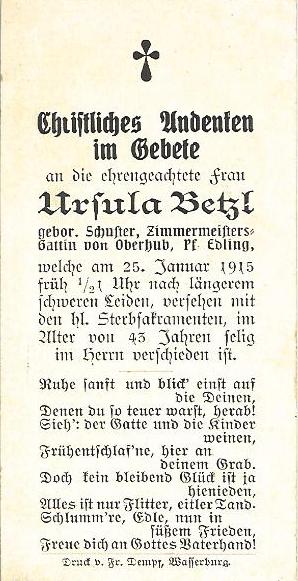 Christliches Andenken
im Gebete
an die ehrengeachtete Frau
Ursula Betzl
gebor. Schuster, Zimmermeisters-
Gattin von Oberhub, Pf. Edling,
welche am 25. Januar 1915
früh ½1 Uhr nach längerem
schweren Leiden, versehen mit
den hl. Sterbsakramenten, im
Alter von 43 Jahren selig
im Herrn verschieden ist.
Ruhe sanft und blick' einst auf
die Deinen,
Denen du so teuer warst, herab!
Sieh': der Gatte und die Kinder
weinen,
Frühentschlaf'ne, hier an
deinem Grab.
Doch kein bleibend Glück ist ja
hienieden,
Alles ist nur Flitter, eitler Tand-
Schlumm're, Edle, nun in
süßem Frieden,
Freue dich an Gottes Vaterhand!
Druck v. Fr. Dempf, Wasserburg.